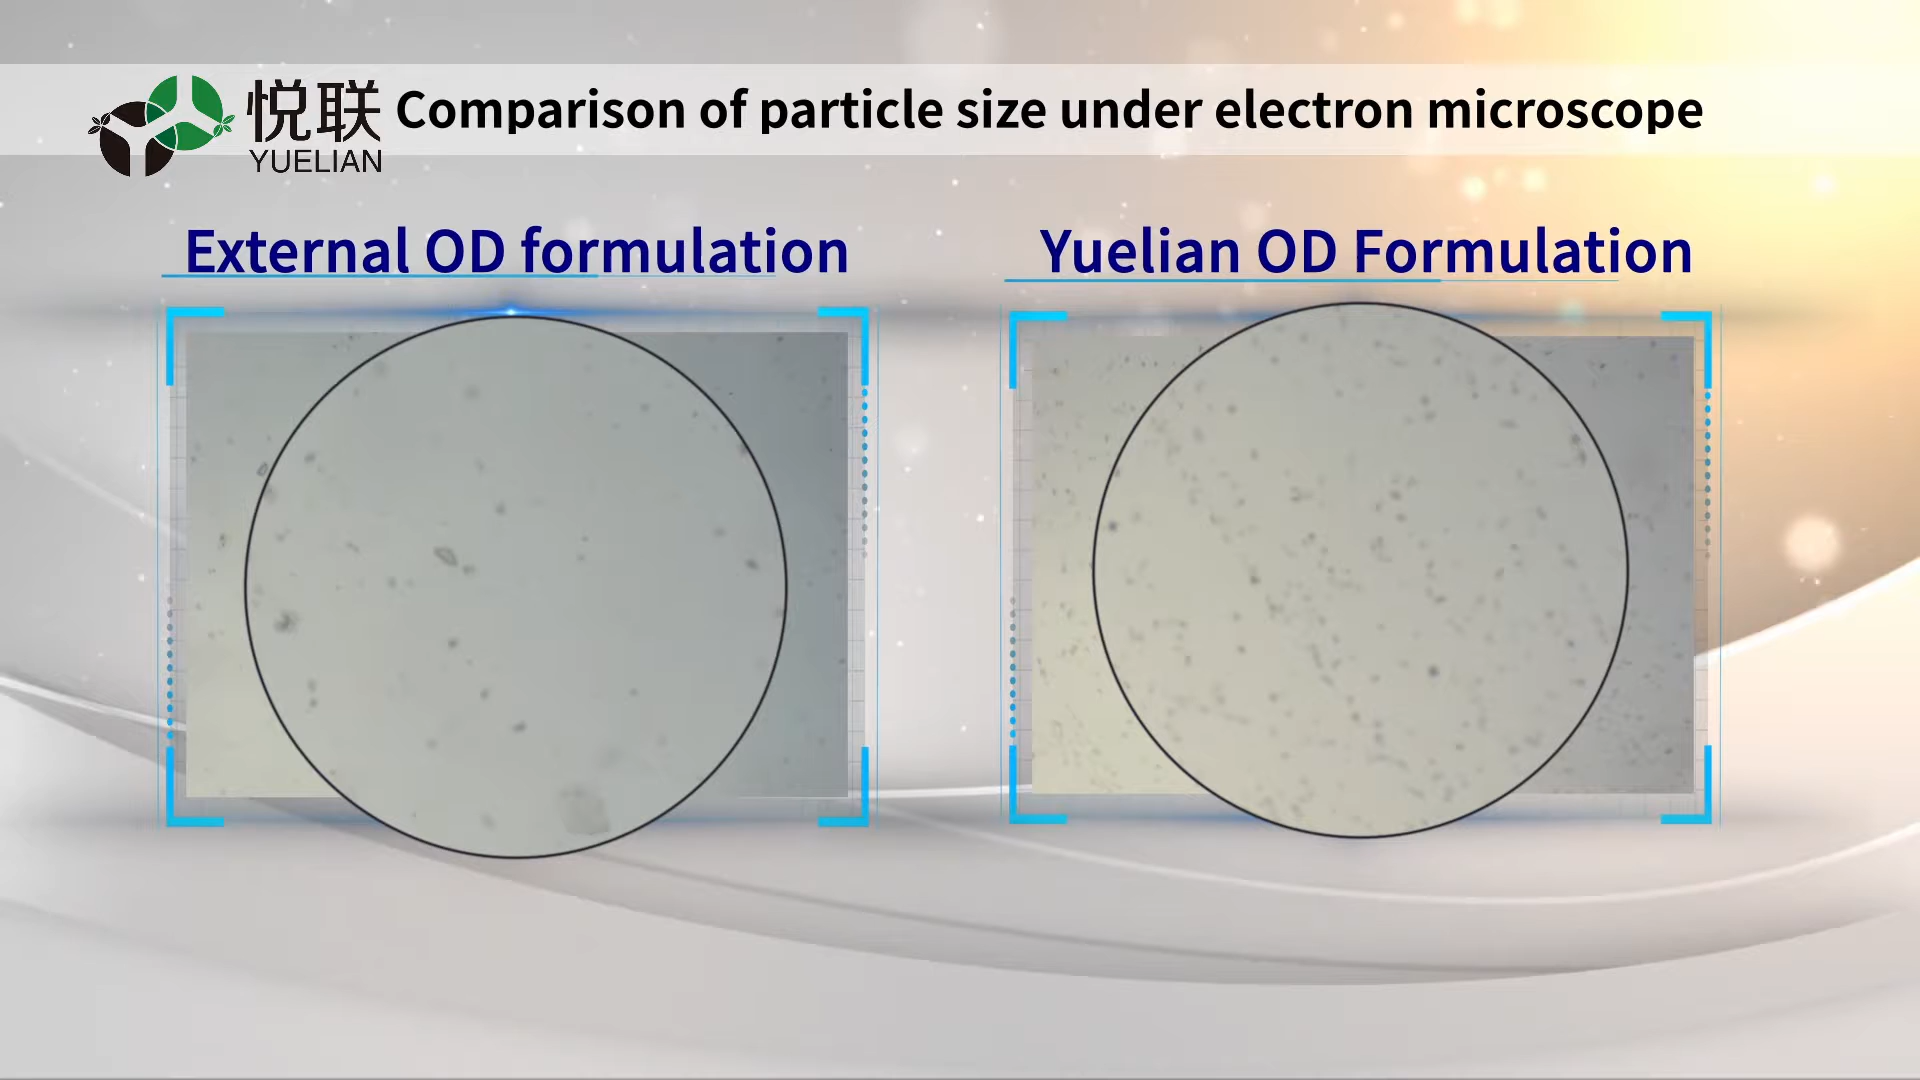 悦联
YUELIAN
Comparison of particle size under electron microscope
External OD formulation
Yuelian OD Formulation